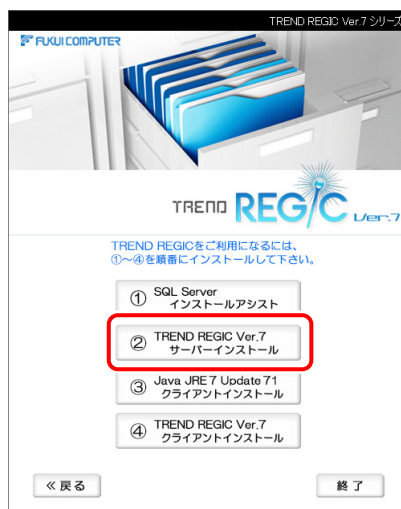 TREND REGIC Ver.7 シリーズ
FUKUI COMPUTER
TREND REGIC Ver.7
TREND REGICをご利用になるには、
①～④を順番にインストールして下さい。
① SQL Server
インストールアシスト
② TREND REGIC Ver.7
サーバーインストール
③ Java JRE 7 Update 71
クライアントインストール
④ TREND REGIC Ver.7
クライアントインストール
≪戻る
終了